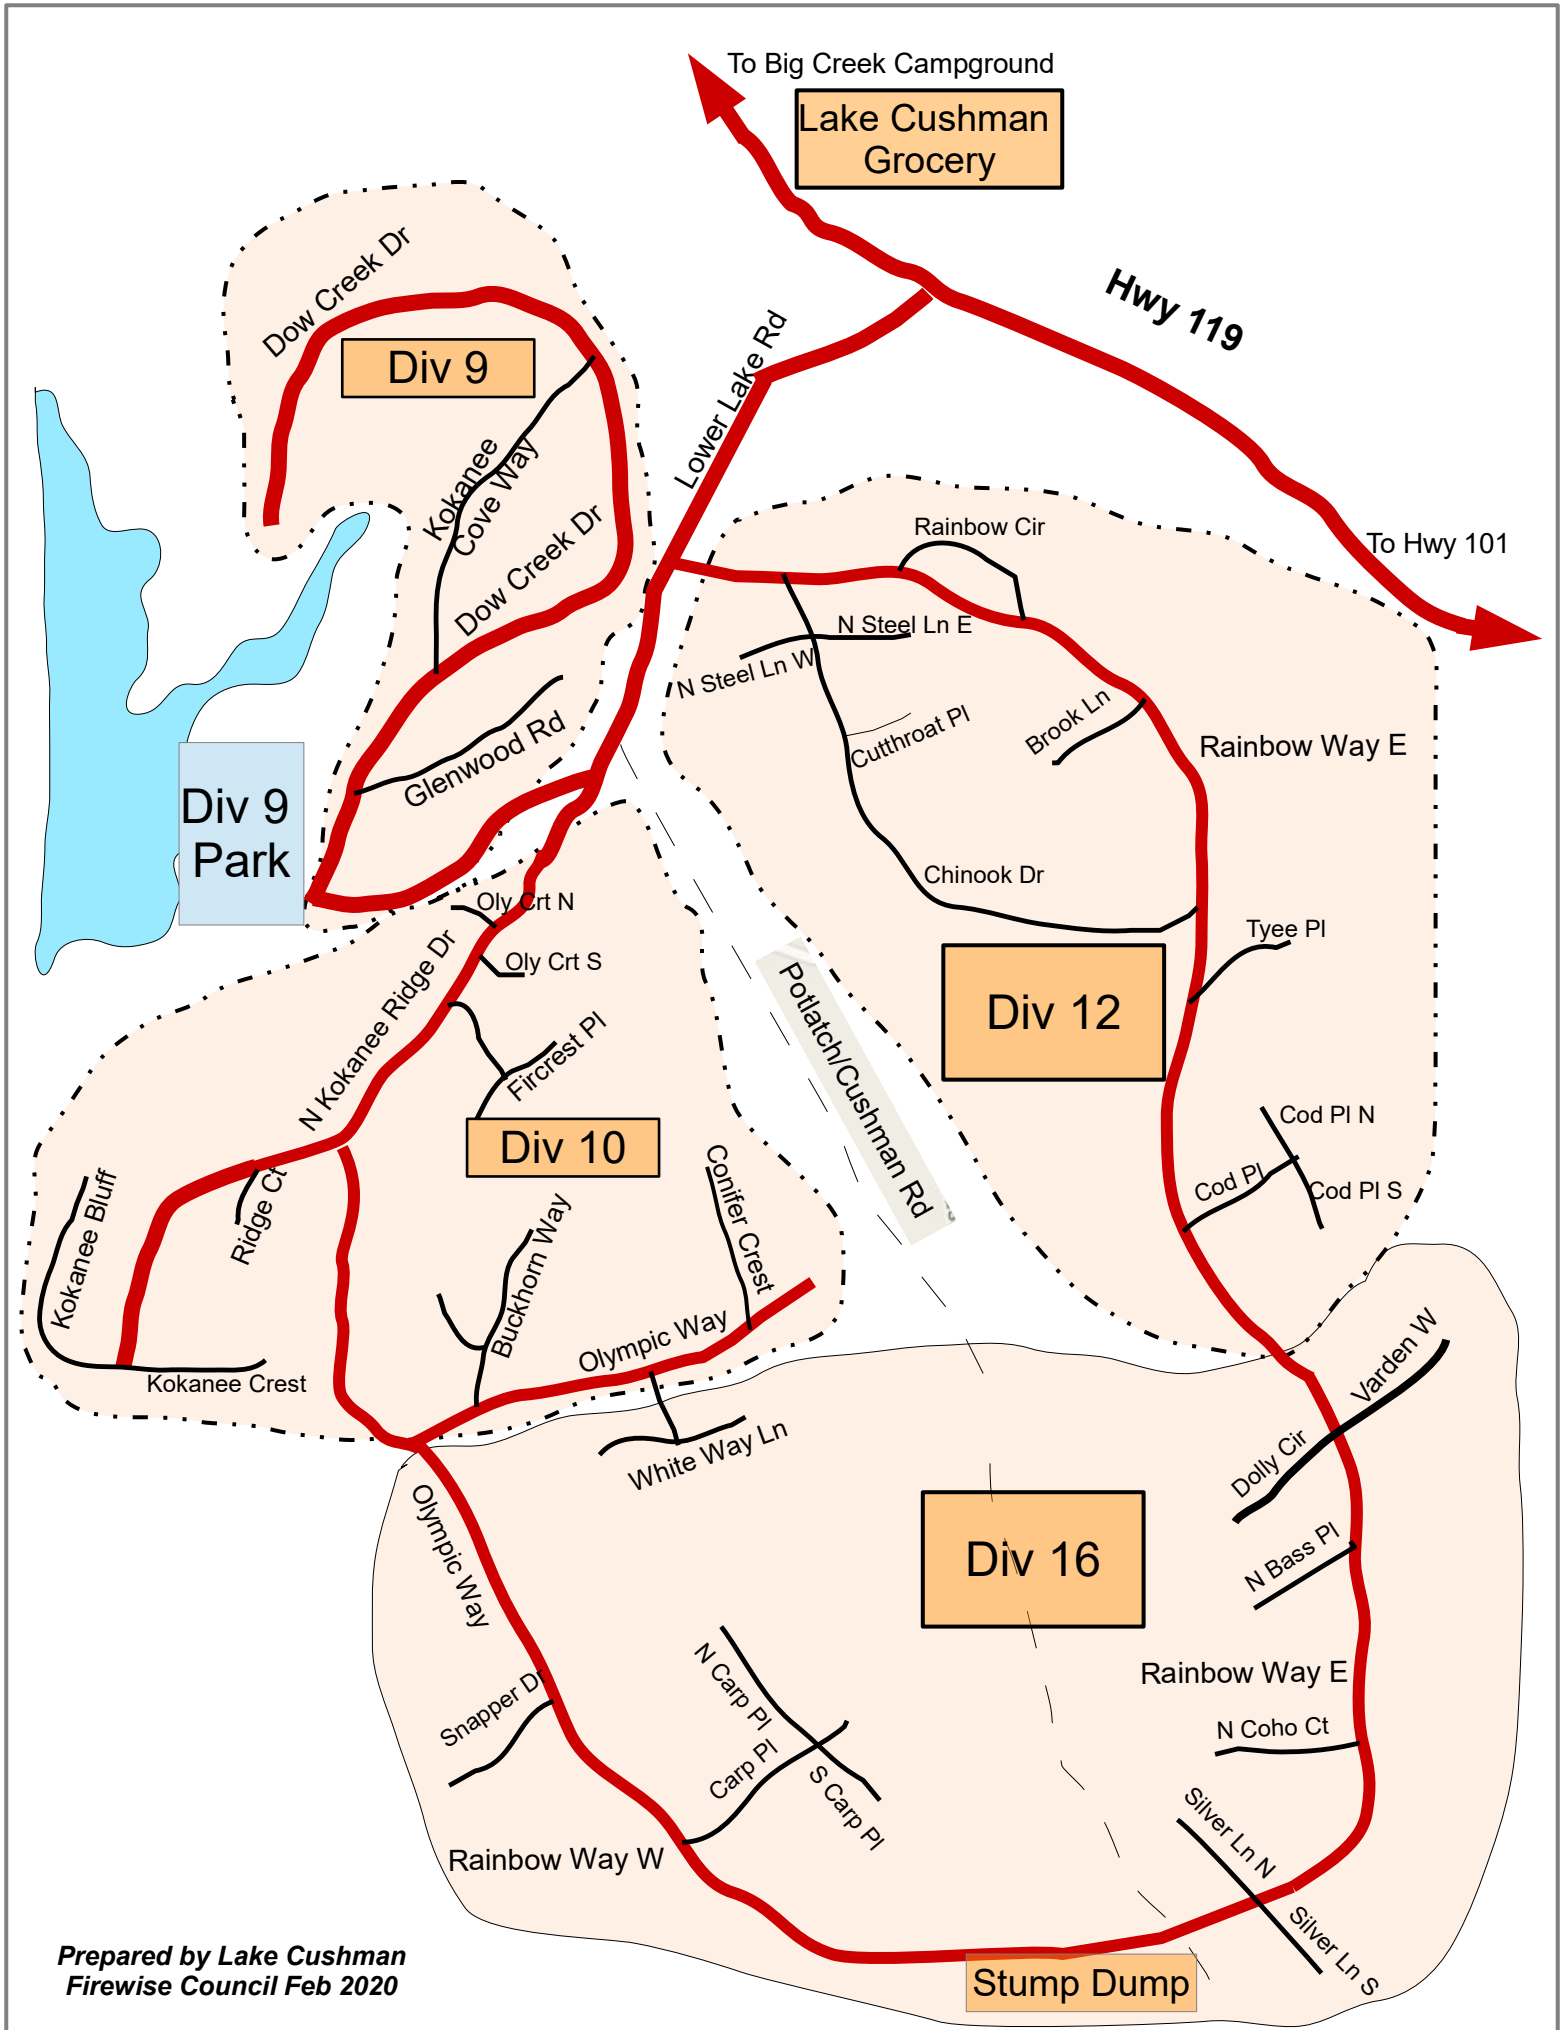 To Big Creek Campground
Lake Cushman
Grocery
Hwy 119
To Hwy 101
Lower Lake Rd
Dow Creek Dr
Div 9
Kokanee
Cove Way
Dow Creek Dr
Glenwood Rd
Div 9
Park
Rainbow Cir
N Steel Ln E
N Steel Ln W
Cutthroat Pl
Brook Ln
Rainbow Way E
Chinook Dr
Tyee Pl
Div 12
Cod Pl N
Cod Pl
Cod Pl S
Potlatch/Cushman Rd
Oly Crt N
Oly Crt S
N Kokanee Ridge Dr
Fircrest Pl
Div 10
Ridge Ct
Kokanee Bluff
Kokanee Crest
Buckhorn Way
Conifer Crest
Olympic Way
White Way Ln
Olympic Way
Varden W
Dolly Cir
Div 16
N Bass Pl
Rainbow Way E
N Coho Ct
Snapper Dr
N Carp Pl
Carp Pl
S Carp Pl
Rainbow Way W
Silver Ln N
Silver Ln S
Stump Dump
Prepared by Lake Cushman
Firewise Council Feb 2020